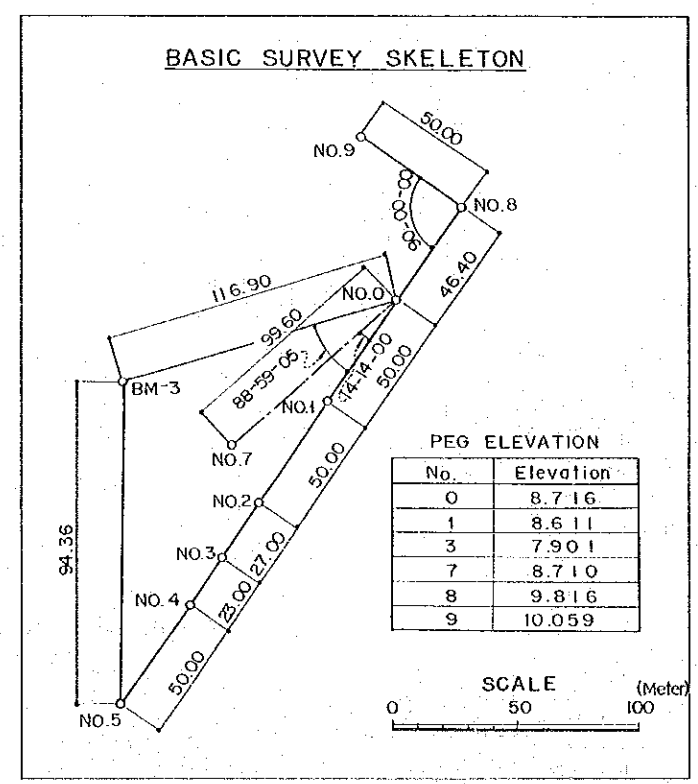 BASIC SURVEY SKELETON
50.00
NO.9
NO.8
90-00-00
46.40
116.90
NO.0
99.60
88-59-05
14-14-00
50.00
BM-3
NO.1
NO.7
50.00
PEG ELEVATION
No. Elevation
0 8.716
1 8.611
3 7.901
7 8.710
8 9.816
9 10.059
NO.2
94.36
NO.3
27.00
NO.4
23.00
50.00
NO.5
SCALE (Meter)
0 50 100